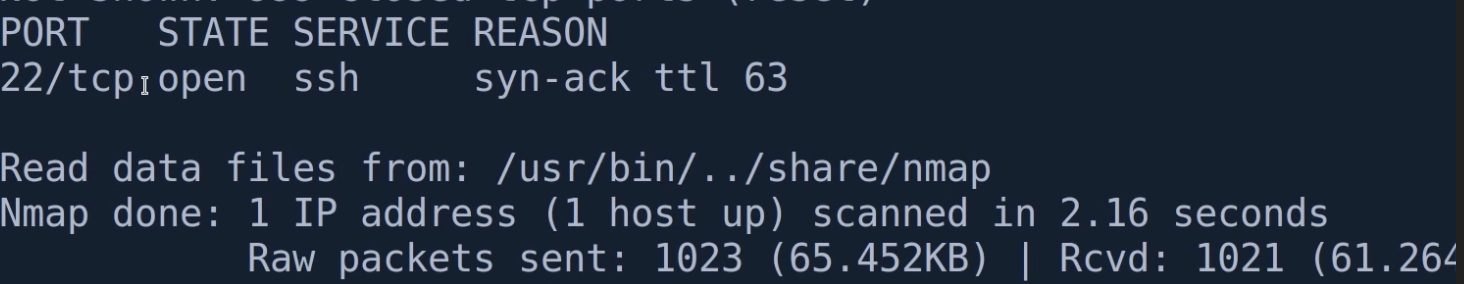 PORT   STATE SERVICE REASON
22/tcp open  ssh     syn-ack ttl 63
Read data files from: /usr/bin/../share/nmap
Nmap done: 1 IP address (1 host up) scanned in 2.16 seconds
           Raw packets sent: 1023 (65.452KB) | Rcvd: 1021 (61.264